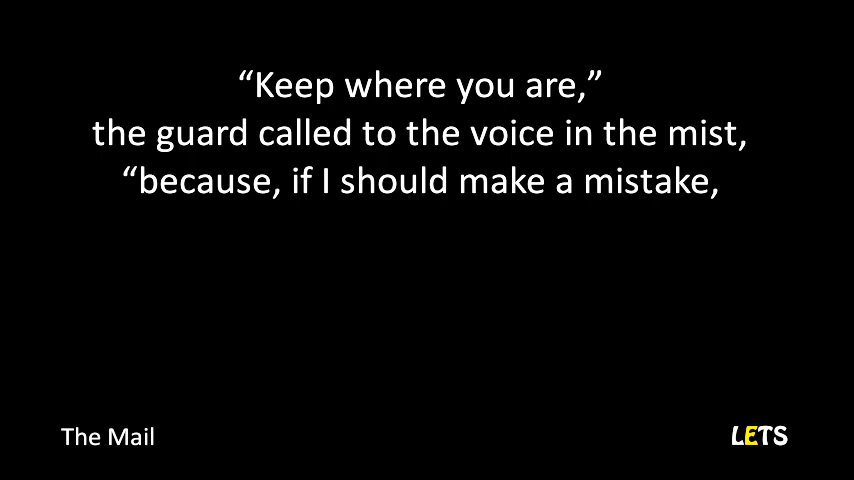 “Keep where you are,”
the guard called to the voice in the mist,
“because, if I should make a mistake,
The Mail
LETS